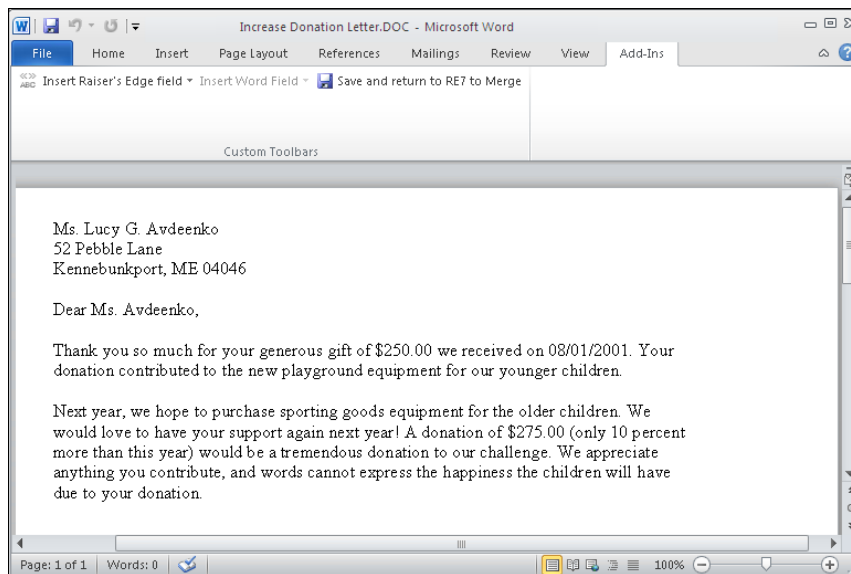 Increase Donation Letter.DOC - Microsoft Word
File Home Insert Page Layout References Mailings Review View Add-Ins
ABC Insert Raiser's Edge field Insert Word Field Save and return to RE7 to Merge
Custom Toolbars
Ms. Lucy G. Avdeenko
52 Pebble Lane
Kennebunkport, ME 04046
Dear Ms. Avdeenko,
Thank you so much for your generous gift of $250.00 we received on 08/01/2001. Your
donation contributed to the new playground equipment for our younger children.
Next year, we hope to purchase sporting goods equipment for the older children. We
would love to have your support again next year! A donation of $275.00 (only 10 percent
more than this year) would be a tremendous donation to our challenge. We appreciate
anything you contribute, and words cannot express the happiness the children will have
due to your donation.
Page: 1 of 1 Words: 0 100%